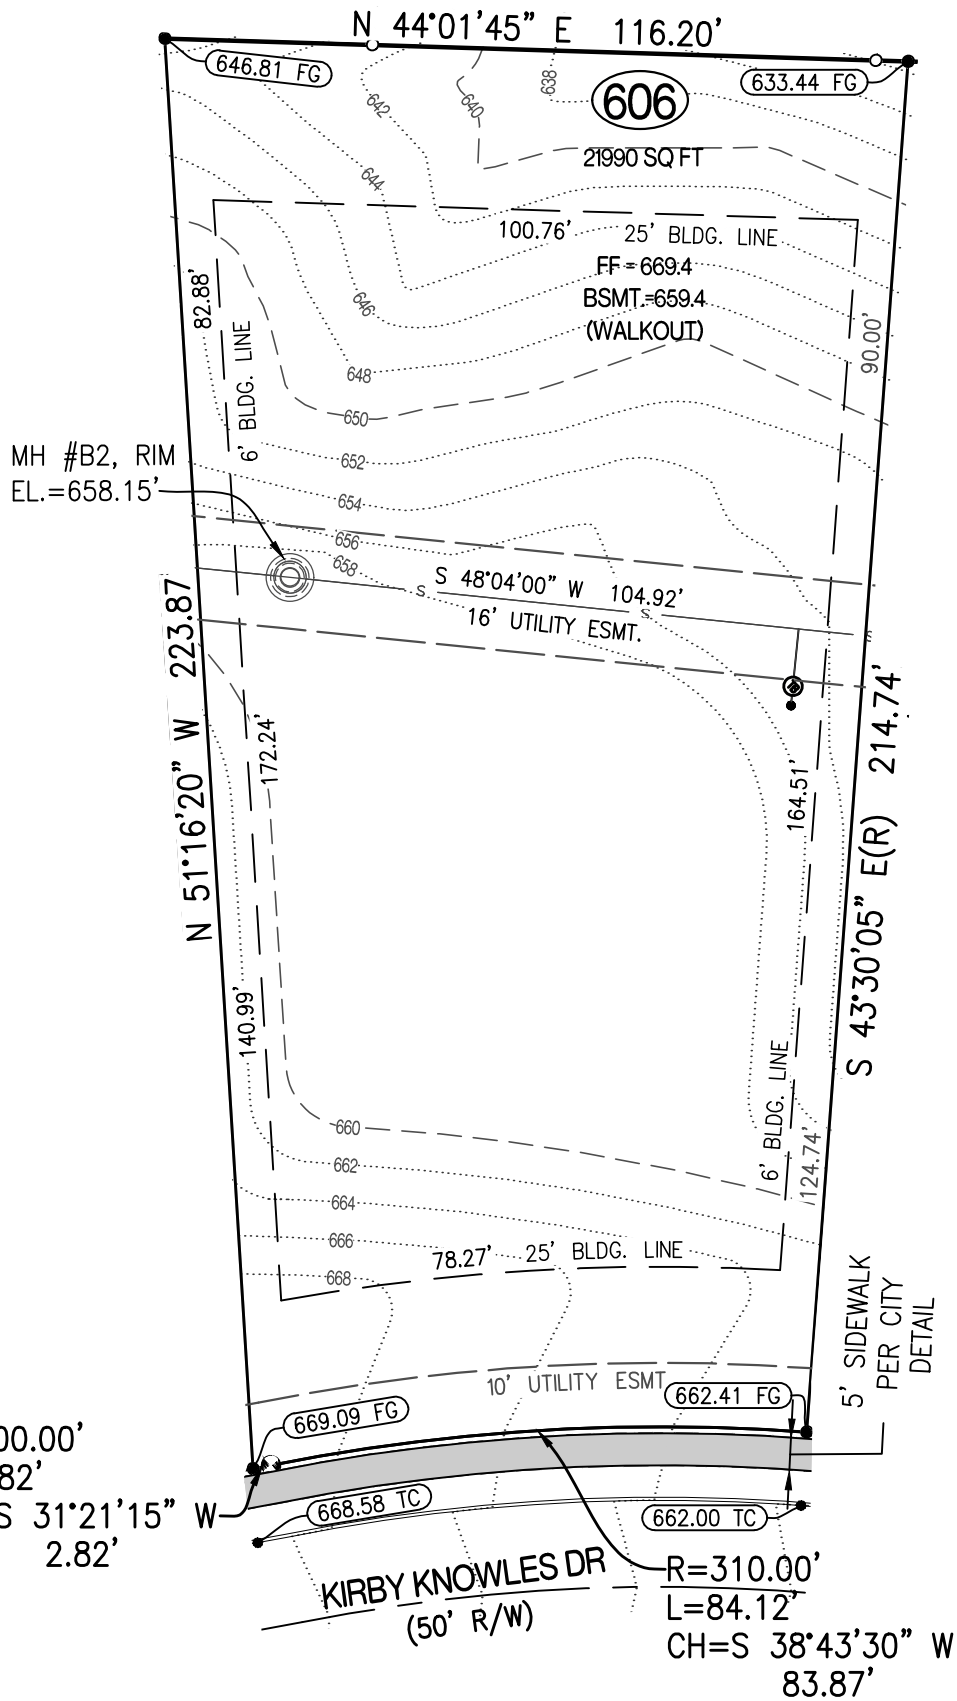 N 44°01'45" E 116.20'
646.81 FG
633.44 FG
642
640
638
606
21990 SQ FT
644
100.76'
25' BLDG. LINE
FF = 669.4
BSMT.=659.4
(WALKOUT)
82.88'
6' BLDG. LINE
646
90.00'
648
650
652
654
656
658
MH #B2, RIM
EL.=658.15'
S 48°04'00" W 104.92'
S
S
S
16' UTILITY ESMT.
N 51°16'20" W 223.87
172.24'
140.99'
164.51'
S 43°30'05" E(R) 214.74'
6' BLDG. LINE
124.74'
660
662
664
666
668
78.27' 25' BLDG. LINE
5' SIDEWALK
PER CITY
DETAIL
10' UTILITY ESMT.
662.41 FG
669.09 FG
00.00'
82'
S 31°21'15" W
2.82'
668.58 TC
662.00 TC
KIRBY KNOWLES DR
(50' R/W)
R=310.00'
L=84.12'
CH=S 38°43'30" W
83.87'